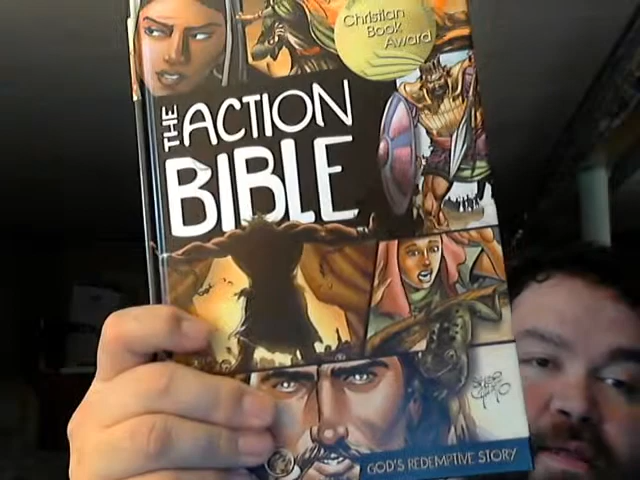 Christian
Book
Award
THE
ACTION
BIBLE
GOD'S REDEMPTIVE STORY